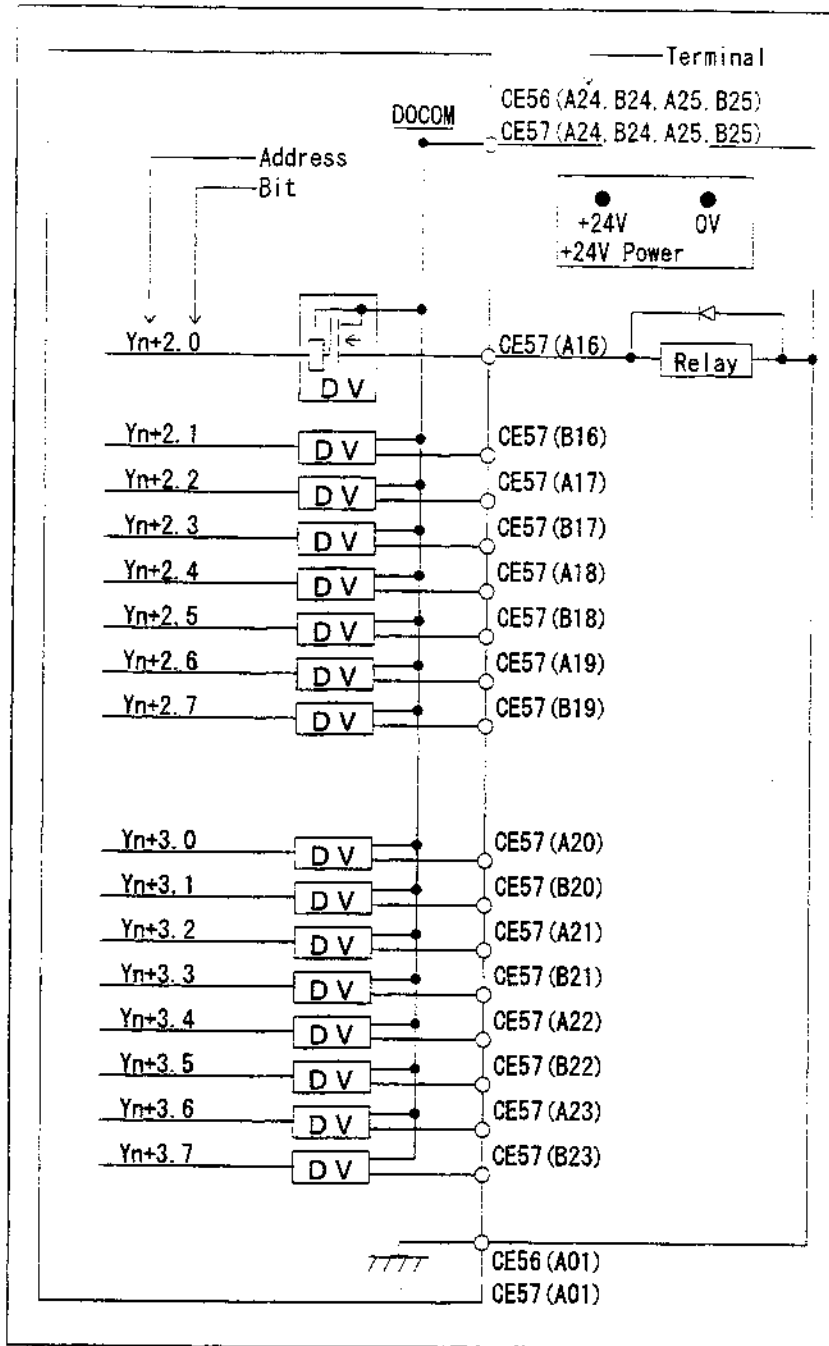 Terminal
CE56(A24, B24, A25, B25)
DOCOM
CE57(A24, B24, A25, B25)
Address
Bit
+24V 0V
+24V Power
Yn+2.0
CE57(A16)
Relay
DV
Yn+2.1 DV CE57(B16)
Yn+2.2 DV CE57(A17)
Yn+2.3 DV CE57(B17)
Yn+2.4 DV CE57(A18)
Yn+2.5 DV CE57(B18)
Yn+2.6 DV CE57(A19)
Yn+2.7 DV CE57(B19)
Yn+3.0 DV CE57(A20)
Yn+3.1 DV CE57(B20)
Yn+3.2 DV CE57(A21)
Yn+3.3 DV CE57(B21)
Yn+3.4 DV CE57(A22)
Yn+3.5 DV CE57(B22)
Yn+3.6 DV CE57(A23)
Yn+3.7 DV CE57(B23)
CE56(A01)
CE57(A01)